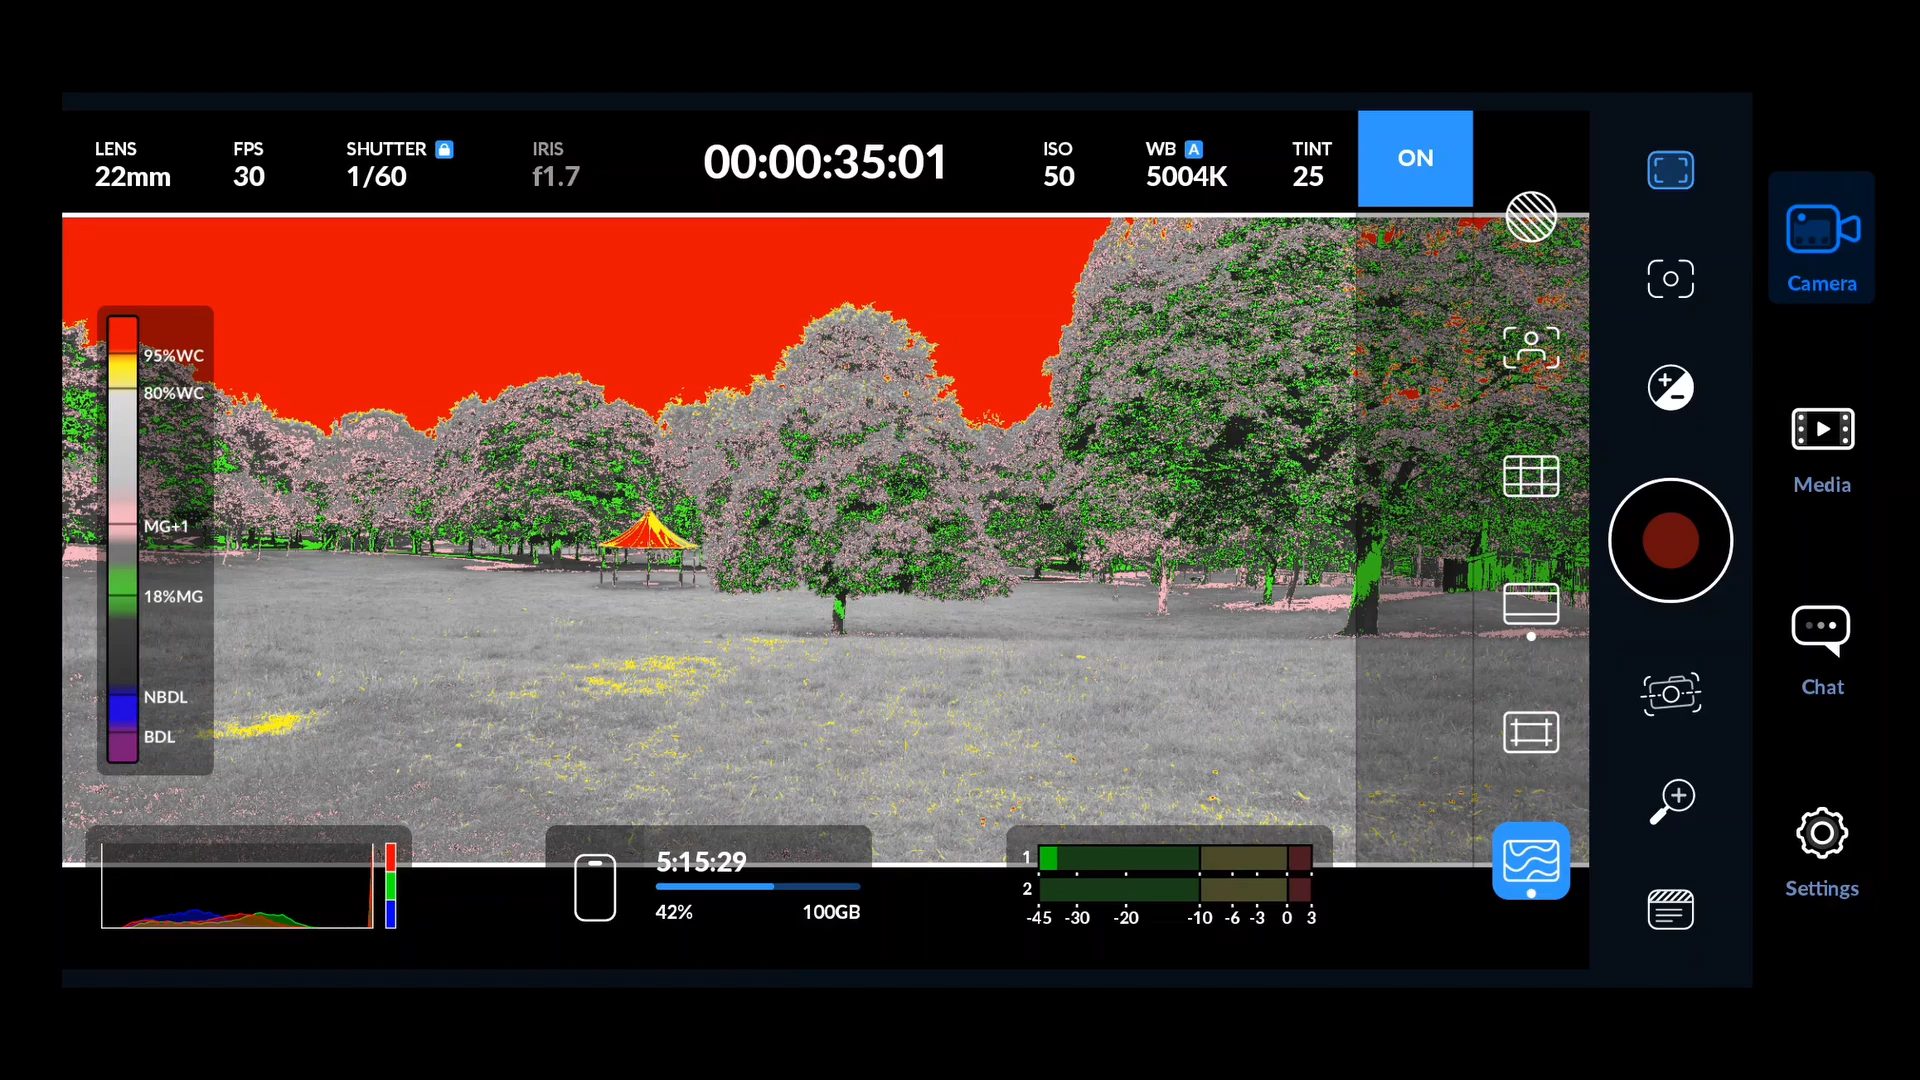 LENS
22mm
FPS
30
SHUTTER
1/60
IRIS
f1.7
00:00:35:01
ISO
50
WB A
5004K
TINT
25
ON
95%WC
80%WC
MG+1
18%MG
NBDL
BDL
5:15:29
42% 100GB
1
2
-45 -30 -20 -10 -6 -3 0 3
Camera
Media
Chat
Settings